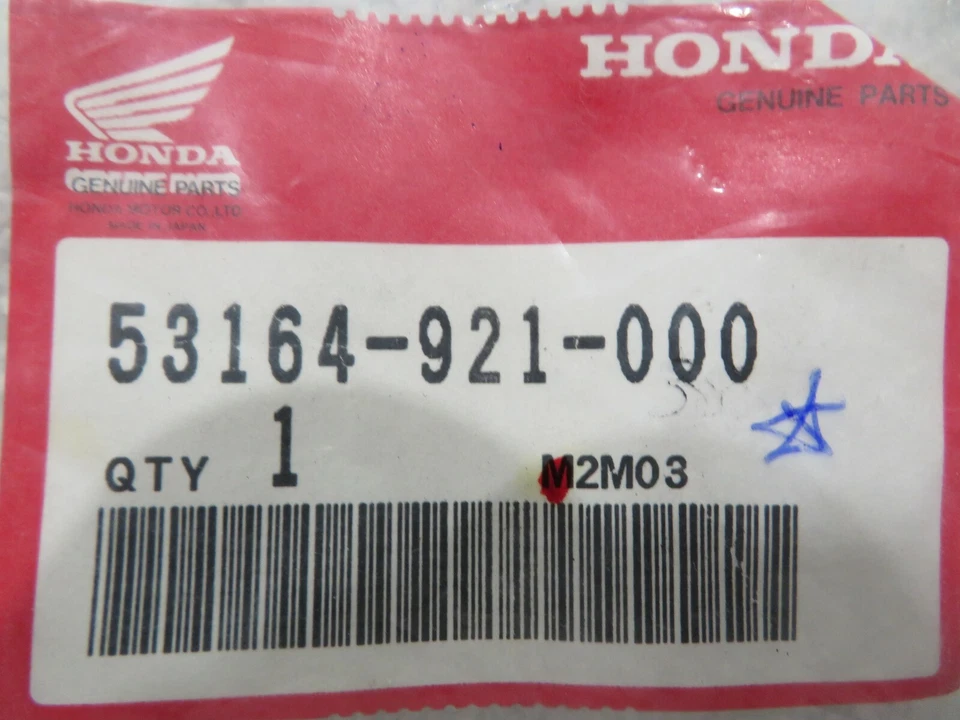 HONDA
GENUINE PARTS
HONDA MOTOR CO.,LTD
MADE IN JAPAN
HONDA
GENUINE PARTS
53164-921-000
QTY 1
M2M03